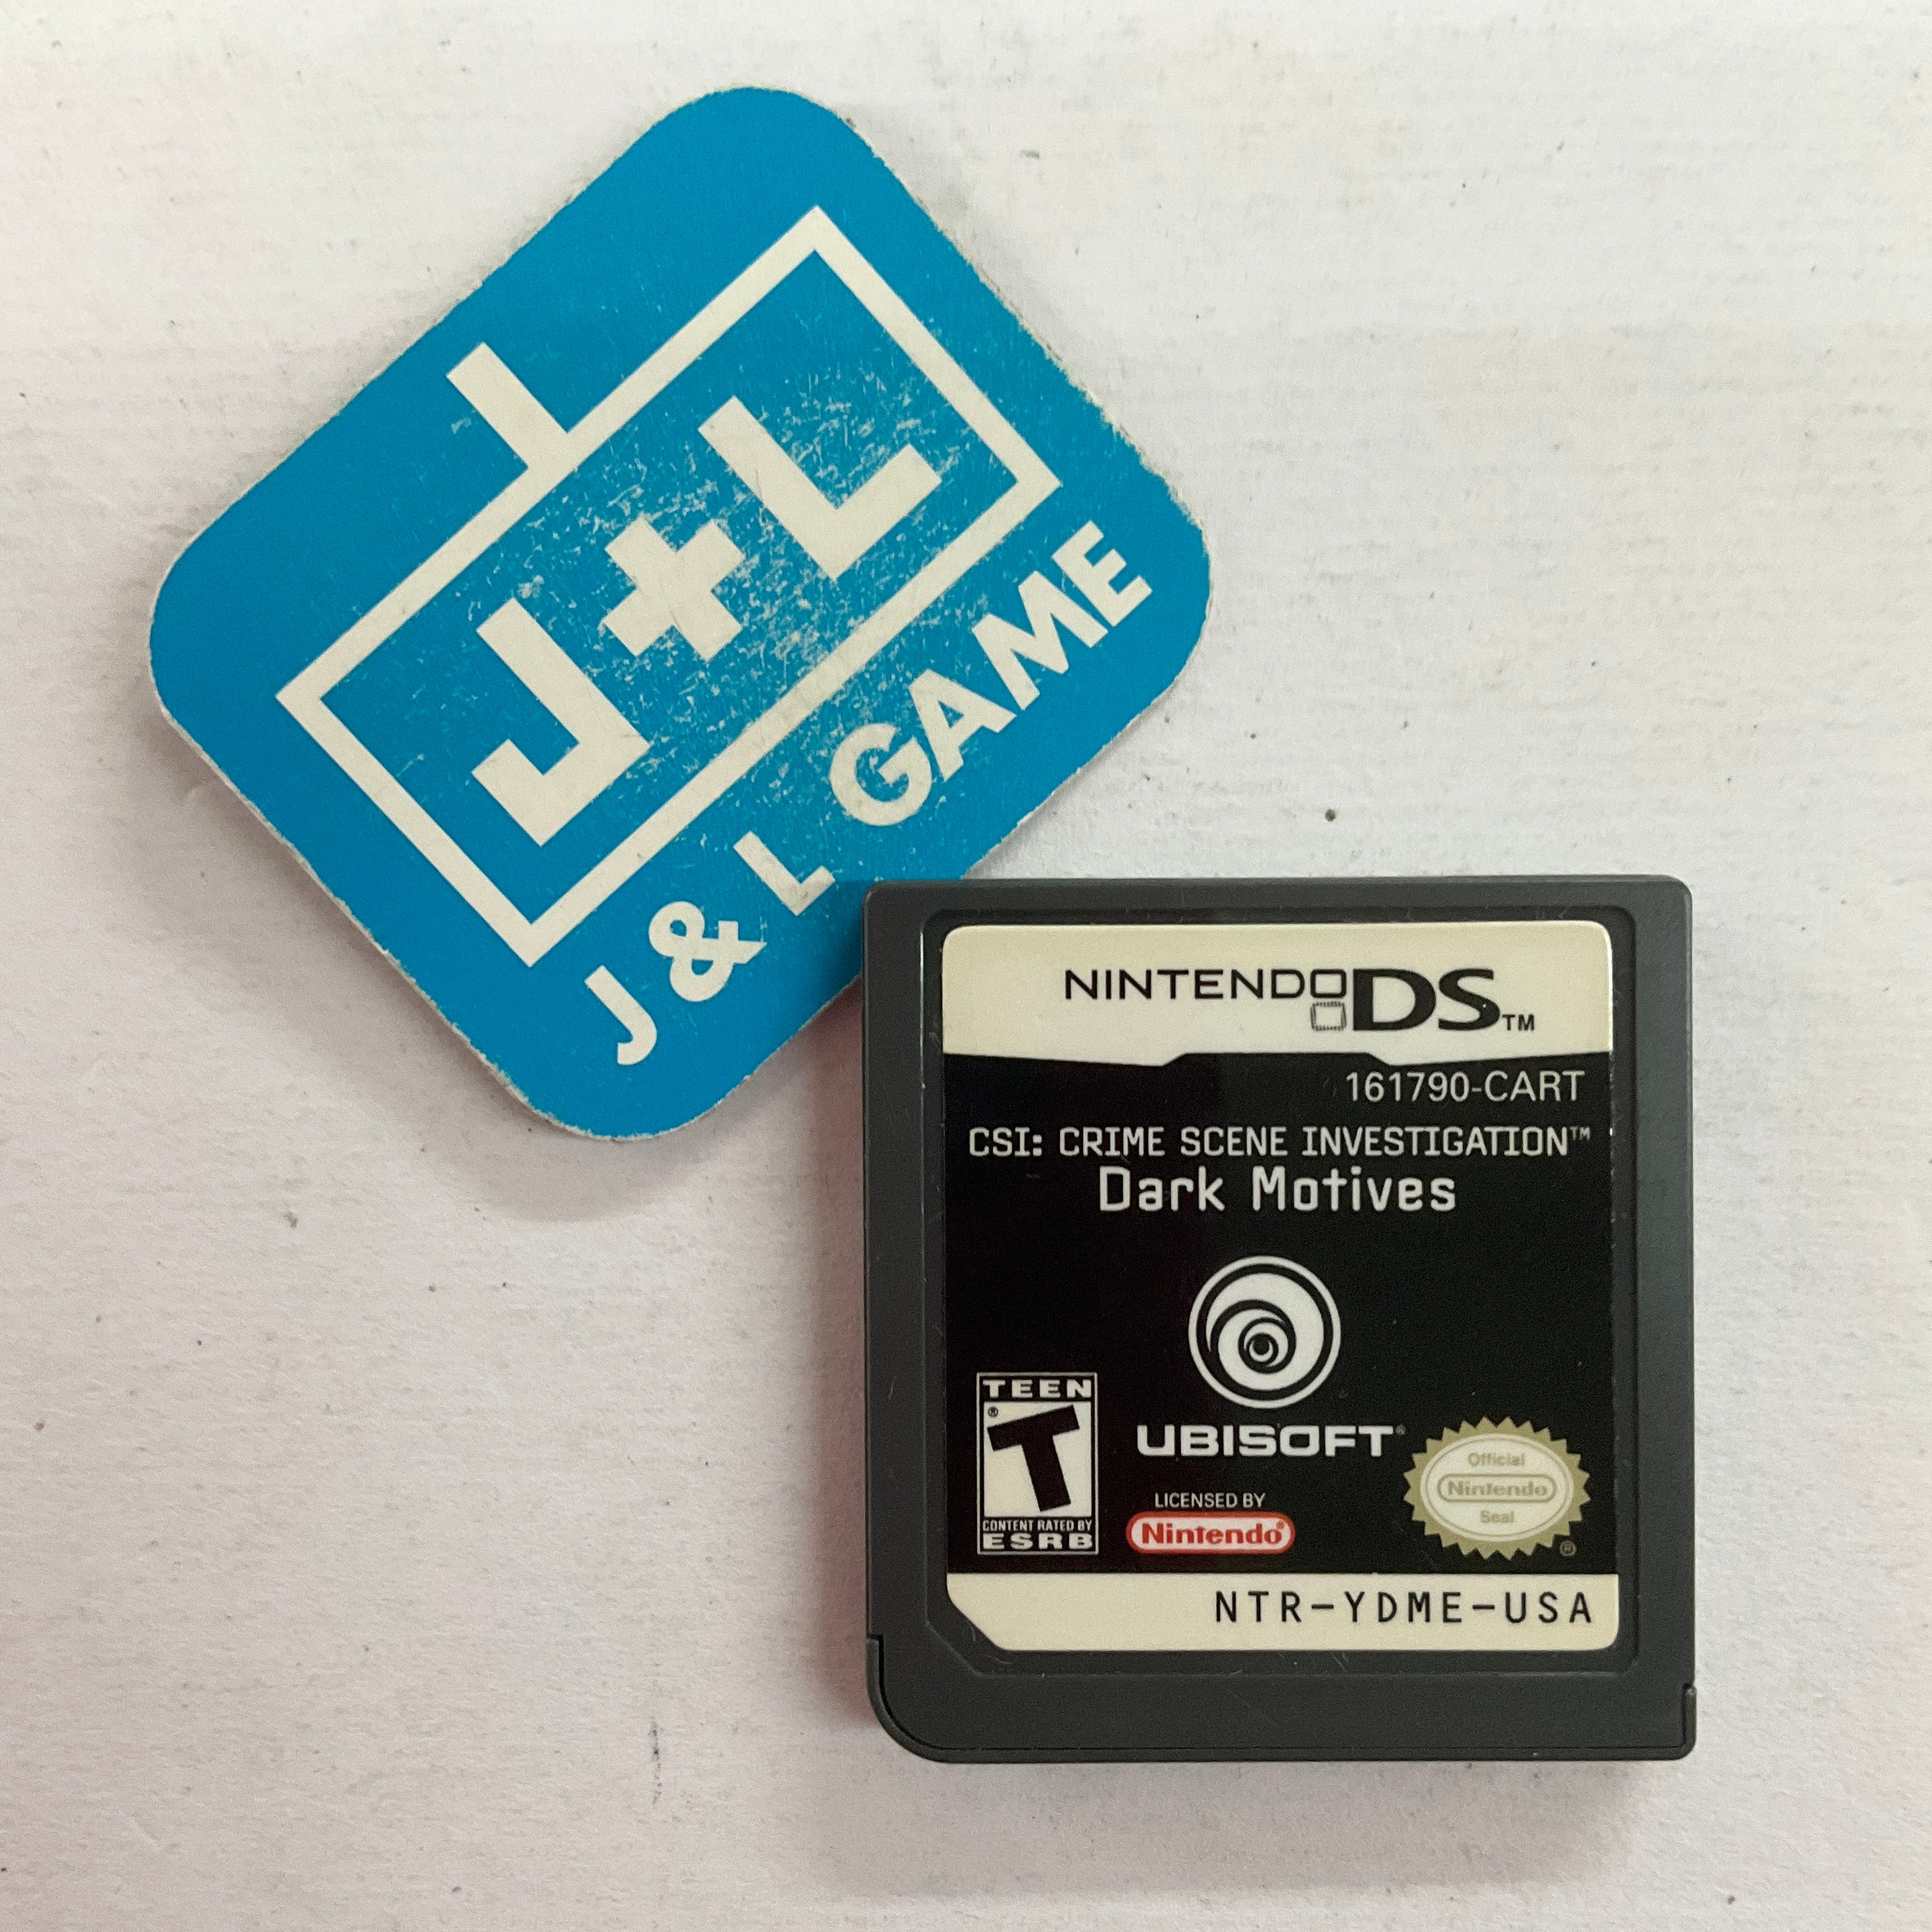 J+L
J & L GAME
NINTENDO DS™
161790-CART
CSI: CRIME SCENE INVESTIGATION™
Dark Motives
UBISOFT®
TEEN
®
T
CONTENT RATED BY
ESRB
LICENSED BY
Nintendo®
Official
Nintendo
Seal
®
NTR-YDME-USA